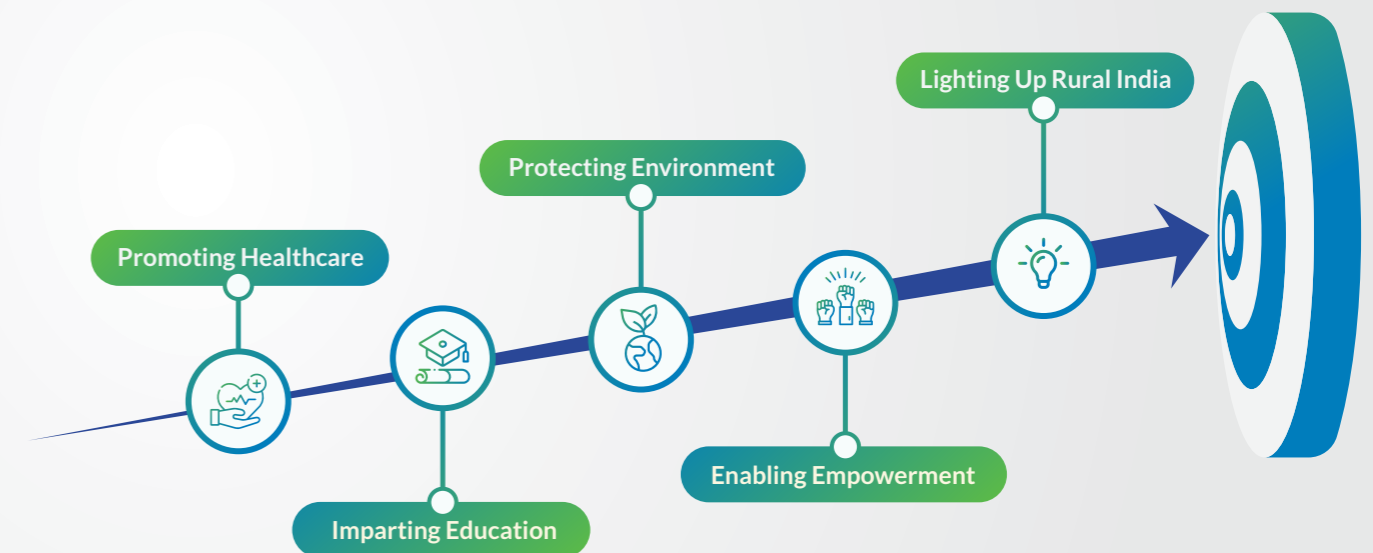 Promoting Healthcare
Imparting Education
Protecting Environment
Enabling Empowerment
Lighting Up Rural India